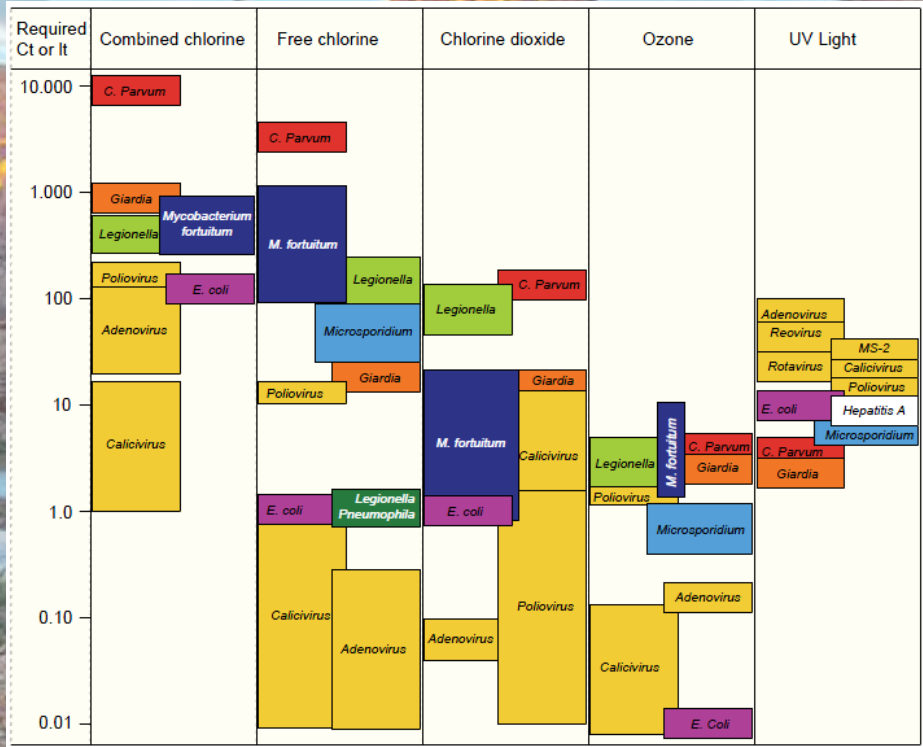 Required
Ct or It
Combined chlorine
Free chlorine
Chlorine dioxide
Ozone
UV Light
10.000
1.000
100
10
1.0
0.10
0.01
C. Parvum
Giardia
Mycobacterium
fortuitum
Legionella
Poliovirus
E. coli
Adenovirus
Calicivirus
C. Parvum
M. fortuitum
Legionella
Microsporidium
Giardia
Poliovirus
E. coli
Legionella
Pneumophila
Calicivirus
Adenovirus
C. Parvum
Legionella
Giardia
M. fortuitum
Calicivirus
E. coli
Poliovirus
Adenovirus
M. fortuitum
C. Parvum
Legionella
Giardia
Poliovirus
Microsporidium
Adenovirus
Calicivirus
E. Coli
Adenovirus
Reovirus
MS-2
Rotavirus
Calicivirus
Poliovirus
E. coli
Hepatitis A
Microsporidium
C. Parvum
Giardia